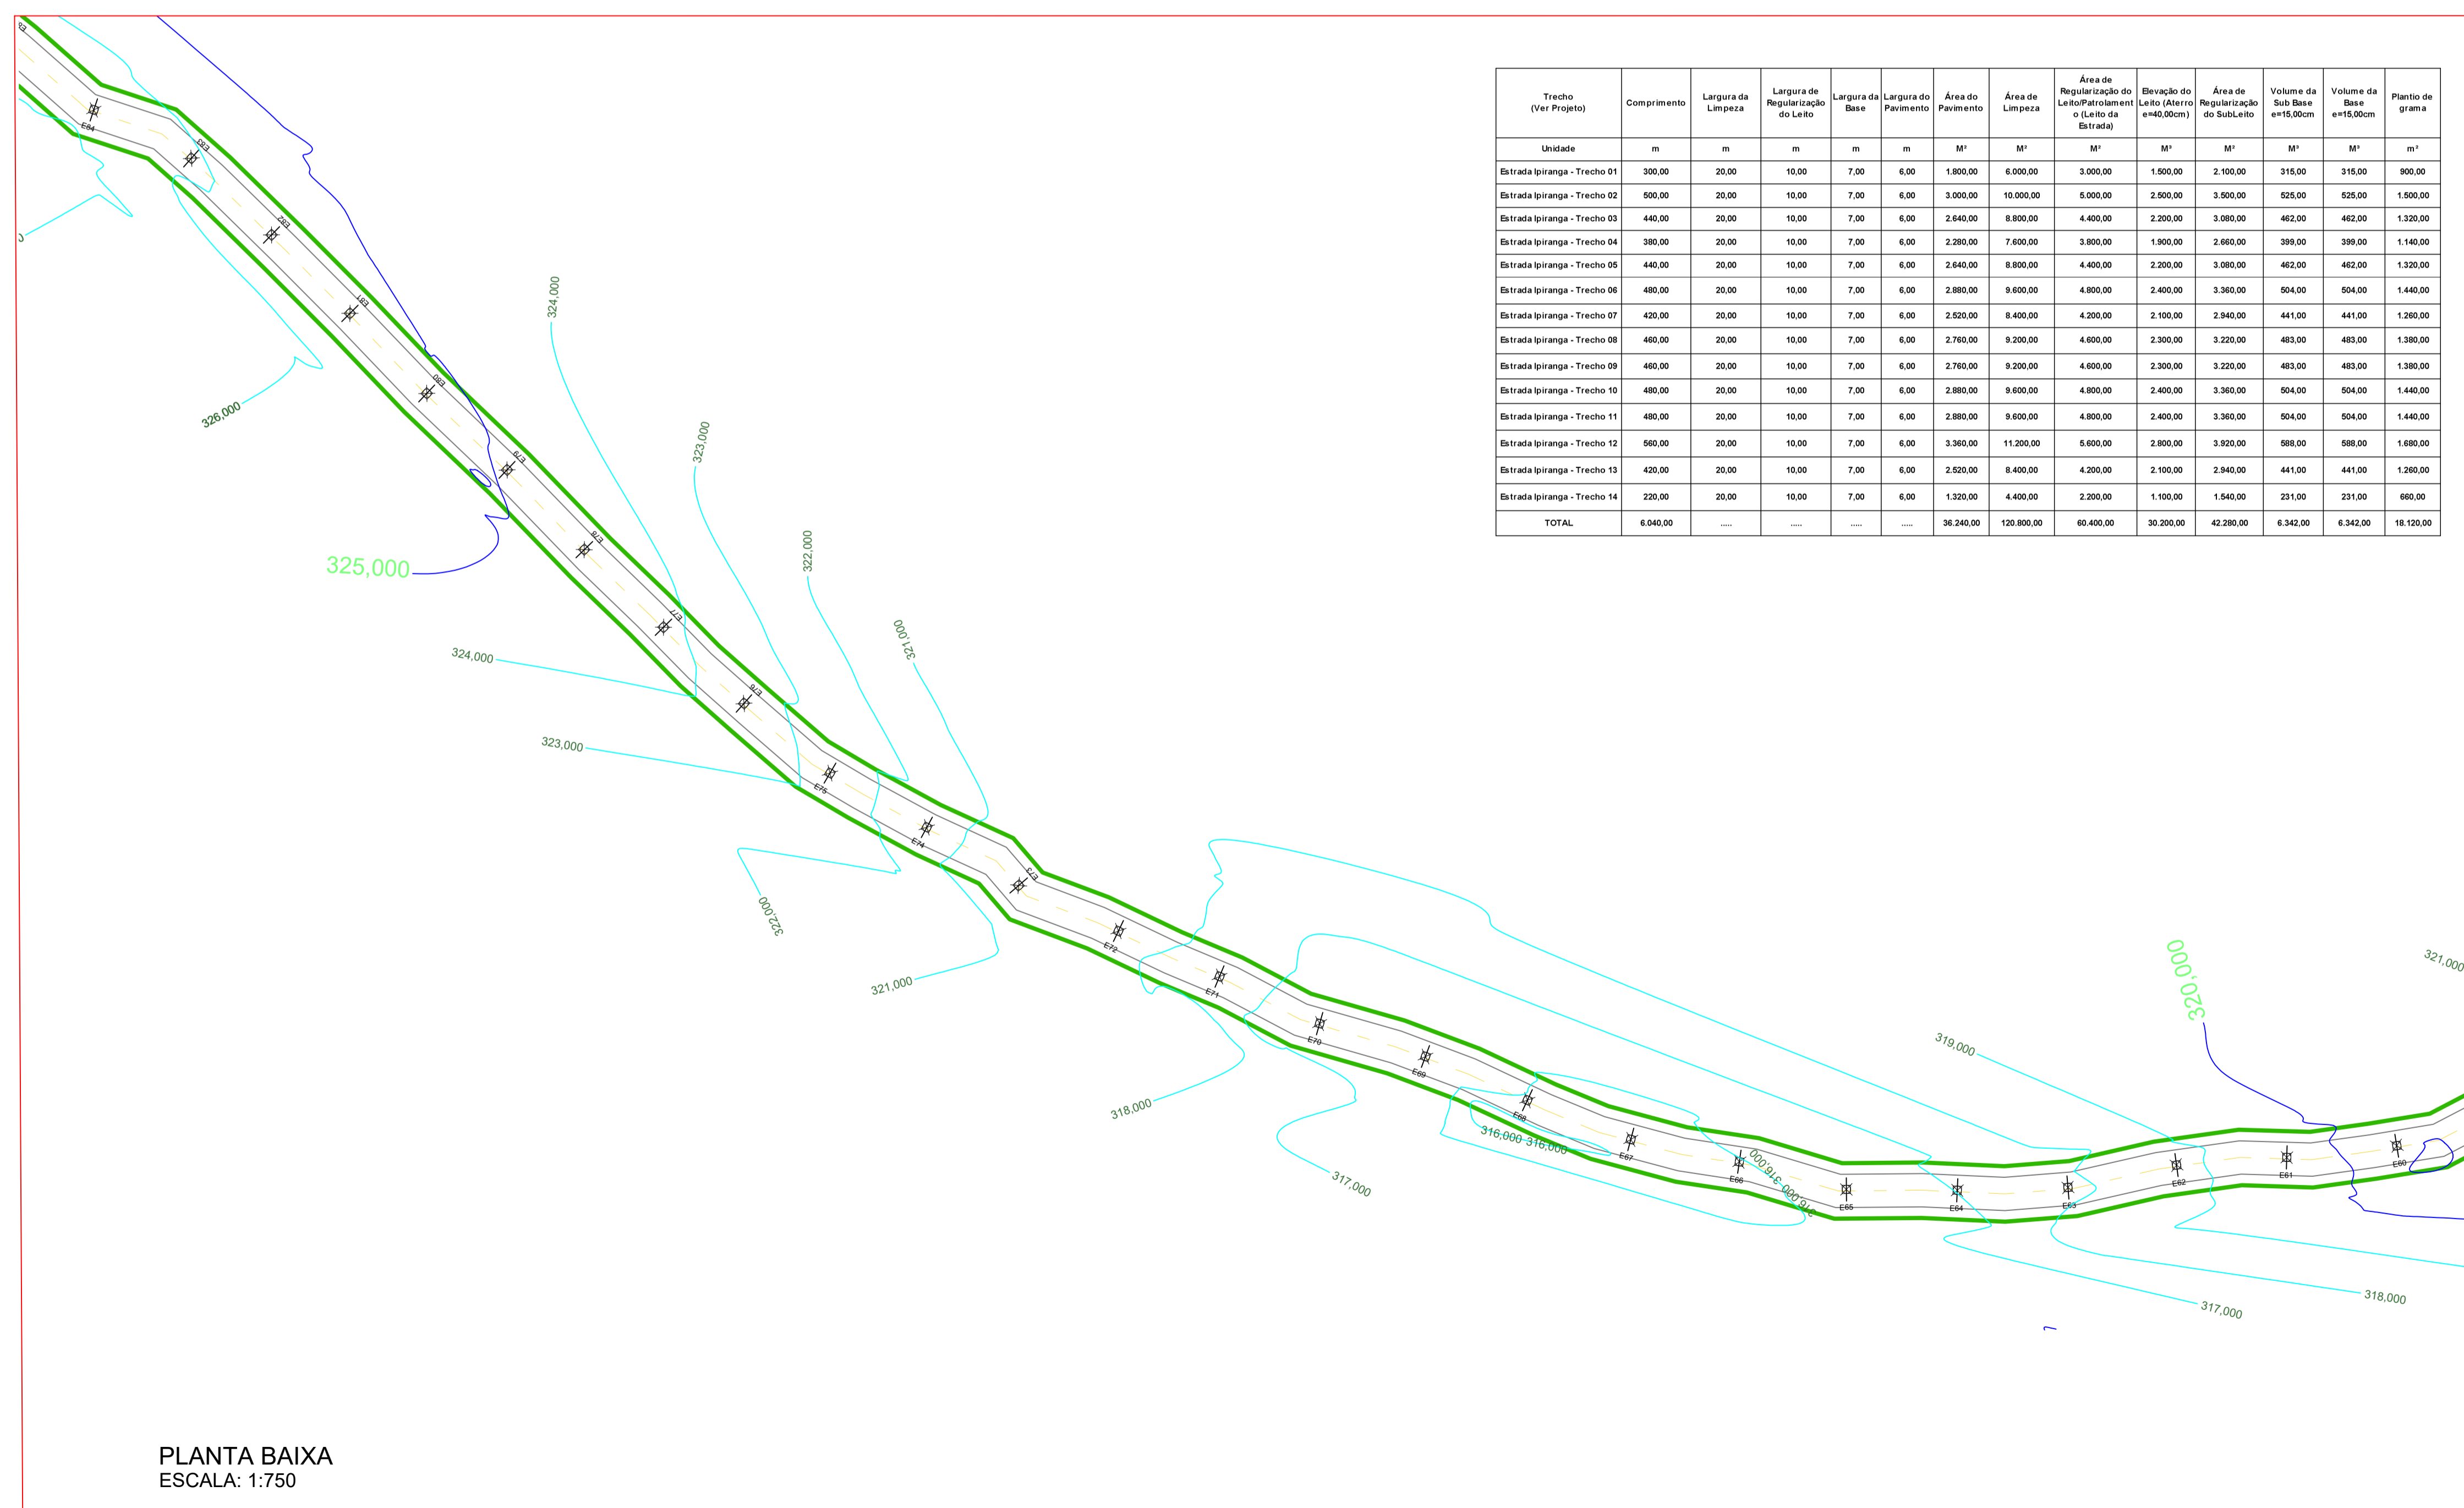 Trecho (Ver Projeto) Comprimento Largura da Limpeza Largura de Regularização do Leito Largura da Base Largura do Pavimento Área do Pavimento Área de Limpeza Área de Regularização do Leito/Patrolament o (Leito da Estrada) Elevação do Leito (Aterro e=40,00cm) Área de Regularização do SubLeito Volume da Sub Base e=15,00cm Volume da Base e=15,00cm Plantio de grama
Unidade m m m m m M² M² M² M³ M² M³ M³ m²
Estrada Ipiranga - Trecho 01 300,00 20,00 10,00 7,00 6,00 1.800,00 6.000,00 3.000,00 1.500,00 2.100,00 315,00 315,00 900,00
Estrada Ipiranga - Trecho 02 500,00 20,00 10,00 7,00 6,00 3.000,00 10.000,00 5.000,00 2.500,00 3.500,00 525,00 525,00 1.500,00
Estrada Ipiranga - Trecho 03 440,00 20,00 10,00 7,00 6,00 2.640,00 8.800,00 4.400,00 2.200,00 3.080,00 462,00 462,00 1.320,00
Estrada Ipiranga - Trecho 04 380,00 20,00 10,00 7,00 6,00 2.280,00 7.600,00 3.800,00 1.900,00 2.660,00 399,00 399,00 1.140,00
Estrada Ipiranga - Trecho 05 440,00 20,00 10,00 7,00 6,00 2.640,00 8.800,00 4.400,00 2.200,00 3.080,00 462,00 462,00 1.320,00
Estrada Ipiranga - Trecho 06 480,00 20,00 10,00 7,00 6,00 2.880,00 9.600,00 4.800,00 2.400,00 3.360,00 504,00 504,00 1.440,00
Estrada Ipiranga - Trecho 07 420,00 20,00 10,00 7,00 6,00 2.520,00 8.400,00 4.200,00 2.100,00 2.940,00 441,00 441,00 1.260,00
Estrada Ipiranga - Trecho 08 460,00 20,00 10,00 7,00 6,00 2.760,00 9.200,00 4.600,00 2.300,00 3.220,00 483,00 483,00 1.380,00
Estrada Ipiranga - Trecho 09 460,00 20,00 10,00 7,00 6,00 2.760,00 9.200,00 4.600,00 2.300,00 3.220,00 483,00 483,00 1.380,00
Estrada Ipiranga - Trecho 10 480,00 20,00 10,00 7,00 6,00 2.880,00 9.600,00 4.800,00 2.400,00 3.360,00 504,00 504,00 1.440,00
Estrada Ipiranga - Trecho 11 480,00 20,00 10,00 7,00 6,00 2.880,00 9.600,00 4.800,00 2.400,00 3.360,00 504,00 504,00 1.440,00
Estrada Ipiranga - Trecho 12 560,00 20,00 10,00 7,00 6,00 3.360,00 11.200,00 5.600,00 2.800,00 3.920,00 588,00 588,00 1.680,00
Estrada Ipiranga - Trecho 13 420,00 20,00 10,00 7,00 6,00 2.520,00 8.400,00 4.200,00 2.100,00 2.940,00 441,00 441,00 1.260,00
Estrada Ipiranga - Trecho 14 220,00 20,00 10,00 7,00 6,00 1.320,00 4.400,00 2.200,00 1.100,00 1.540,00 231,00 231,00 660,00
TOTAL 6.040,00 ..... ..... ..... ..... 36.240,00 120.800,00 60.400,00 30.200,00 42.280,00 6.342,00 6.342,00 18.120,00
E84
E83
E82
E81
E80
E79
E78
E77
E76
E75
E74
E73
E72
E71
E70
E69
E68
E67
E66
E65
E64
E63
E62
E61
E60
326,000
325,000
324,000
323,000
322,000
321,000
324,000
323,000
322,000
321,000
318,000
317,000
316,000
316,000
316,000
316,000
319,000
320,000
321,000
317,000
318,000
PLANTA BAIXA
ESCALA: 1:750